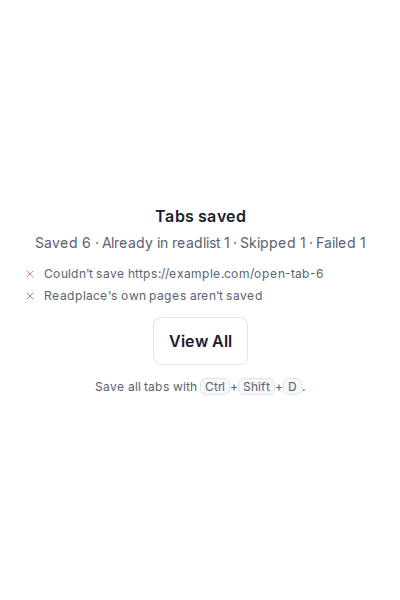 Tabs saved
Saved 6 · Already in readlist 1 · Skipped 1 · Failed 1
× Couldn't save https://example.com/open-tab-6
× Readplace's own pages aren't saved
View All
Save all tabs with Ctrl+Shift+D.